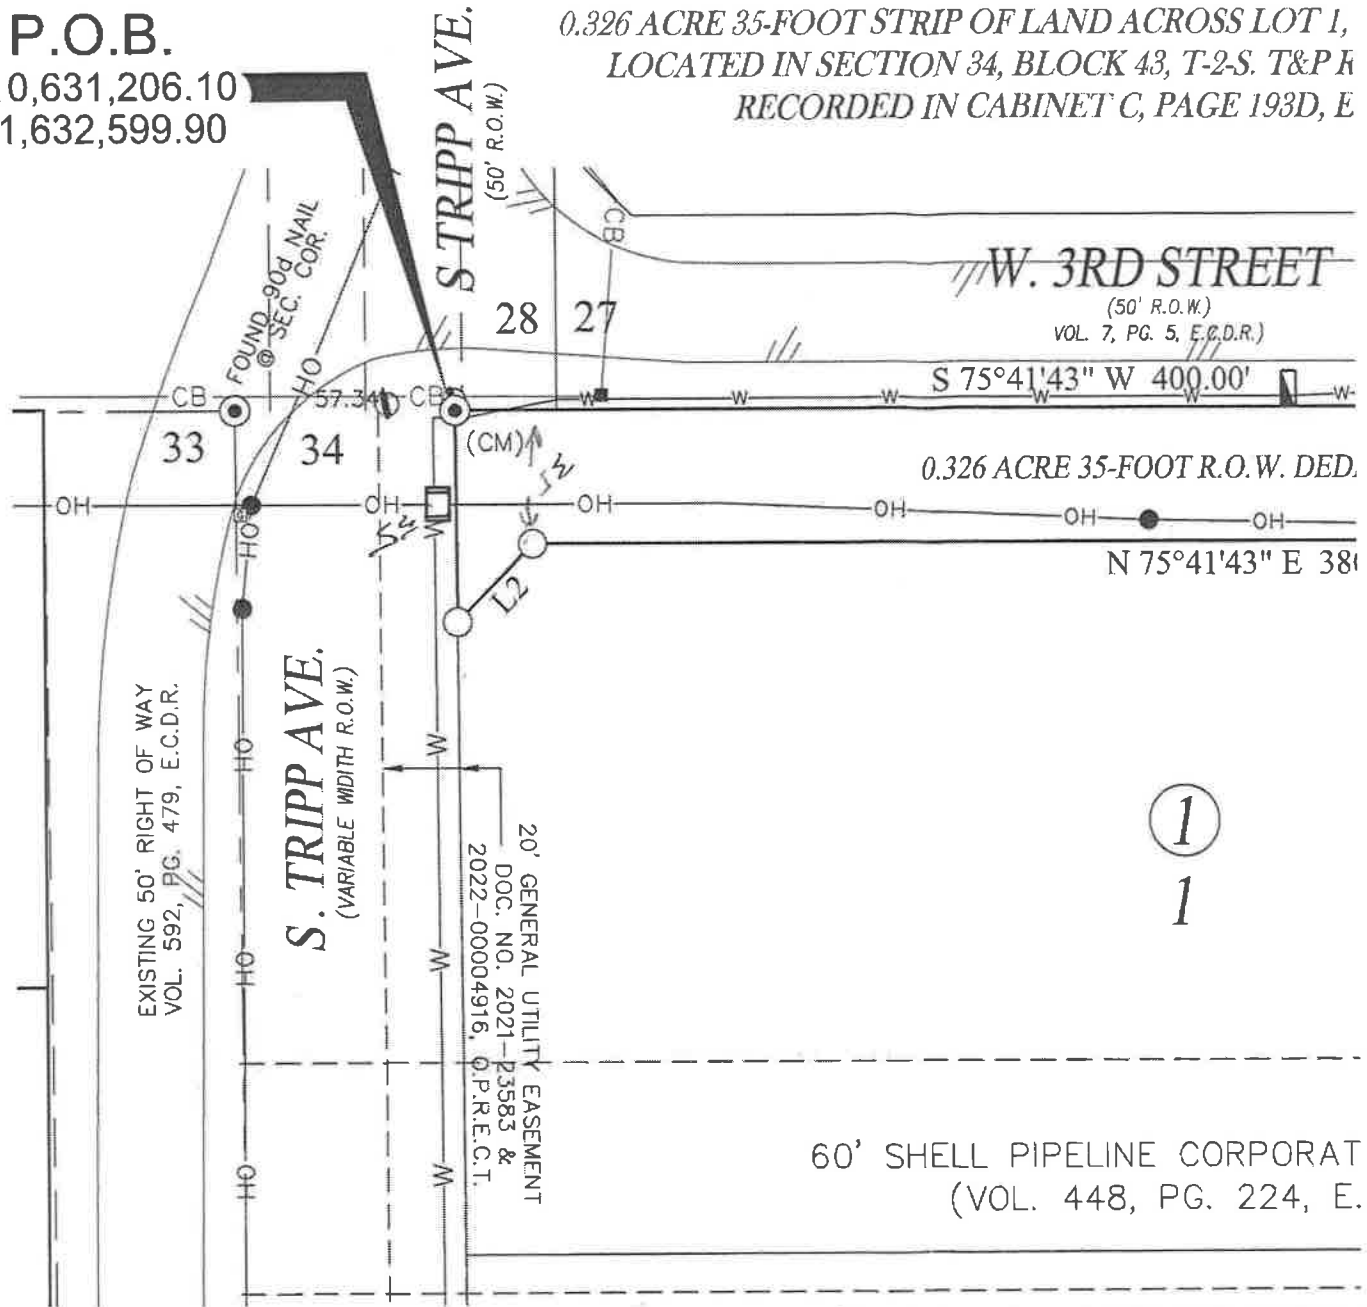 P.O.B.
0,631,206.10
1,632,599.90
0.326 ACRE 35-FOOT STRIP OF LAND ACROSS LOT 1,
LOCATED IN SECTION 34, BLOCK 43, T-2-S. T&P R
RECORDED IN CABINET C, PAGE 193D, E
S TRIPP AVE.
(50' R.O.W.)
FOUND 90d NAIL
@ SEC. COR.
CB
W. 3RD STREET
(50' R.O.W.)
VOL. 7, PG. 5, E.C.D.R.)
28
27
OH
CB
57.34'
CB
S 75°41'43" W 400.00'
W
W
W
W
W
W
33
34
(CM)
0.326 ACRE 35-FOOT R.O.W. DED.
OH
OH
OH
OH
OH
OH
OH
W
N 75°41'43" E 38
L2
S. TRIPP AVE.
(VARIABLE WIDITH R.O.W.)
EXISTING 50' RIGHT OF WAY
VOL. 592, PG. 479, E.C.D.R.
OH
OH
OH
W
W
W
20' GENERAL UTILITY EASEMENT
DOC. NO. 2021-23583 &
2022-00004916, O.P.R.E.C.T.
1
1
60' SHELL PIPELINE CORPORAT
(VOL. 448, PG. 224, E.